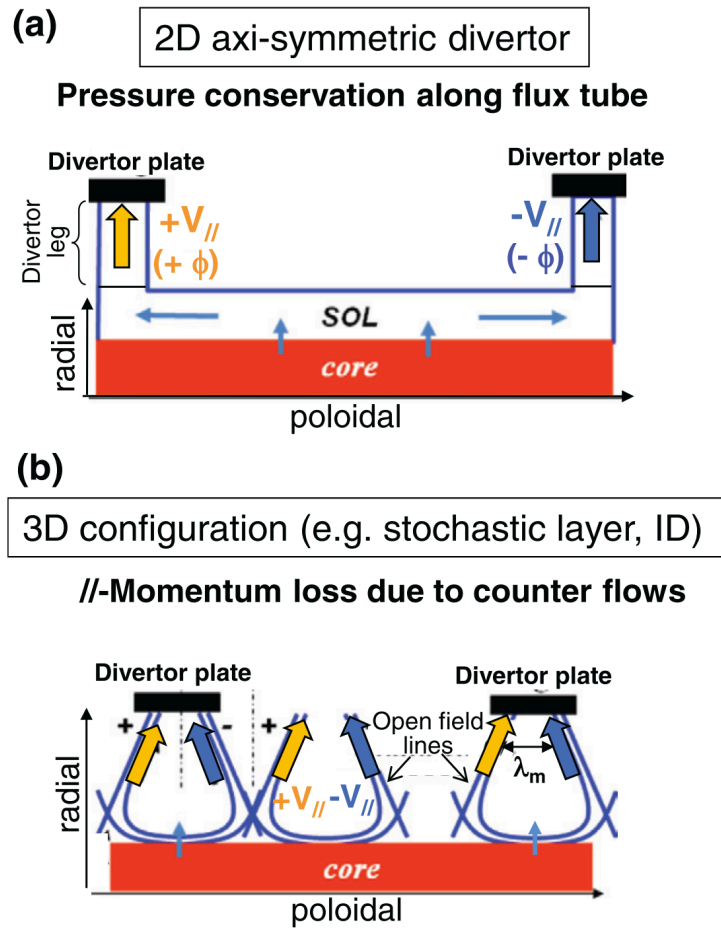 (a)
2D axi-symmetric divertor
Pressure conservation along flux tube
Divertor plate
Divertor plate
Divertor leg
+V//
(+ ϕ)
-V//
(- ϕ)
SOL
radial
core
poloidal
(b)
3D configuration (e.g. stochastic layer, ID)
//-Momentum loss due to counter flows
Divertor plate
Divertor plate
+
-
+
Open field
lines
λm
+V// -V//
radial
core
poloidal